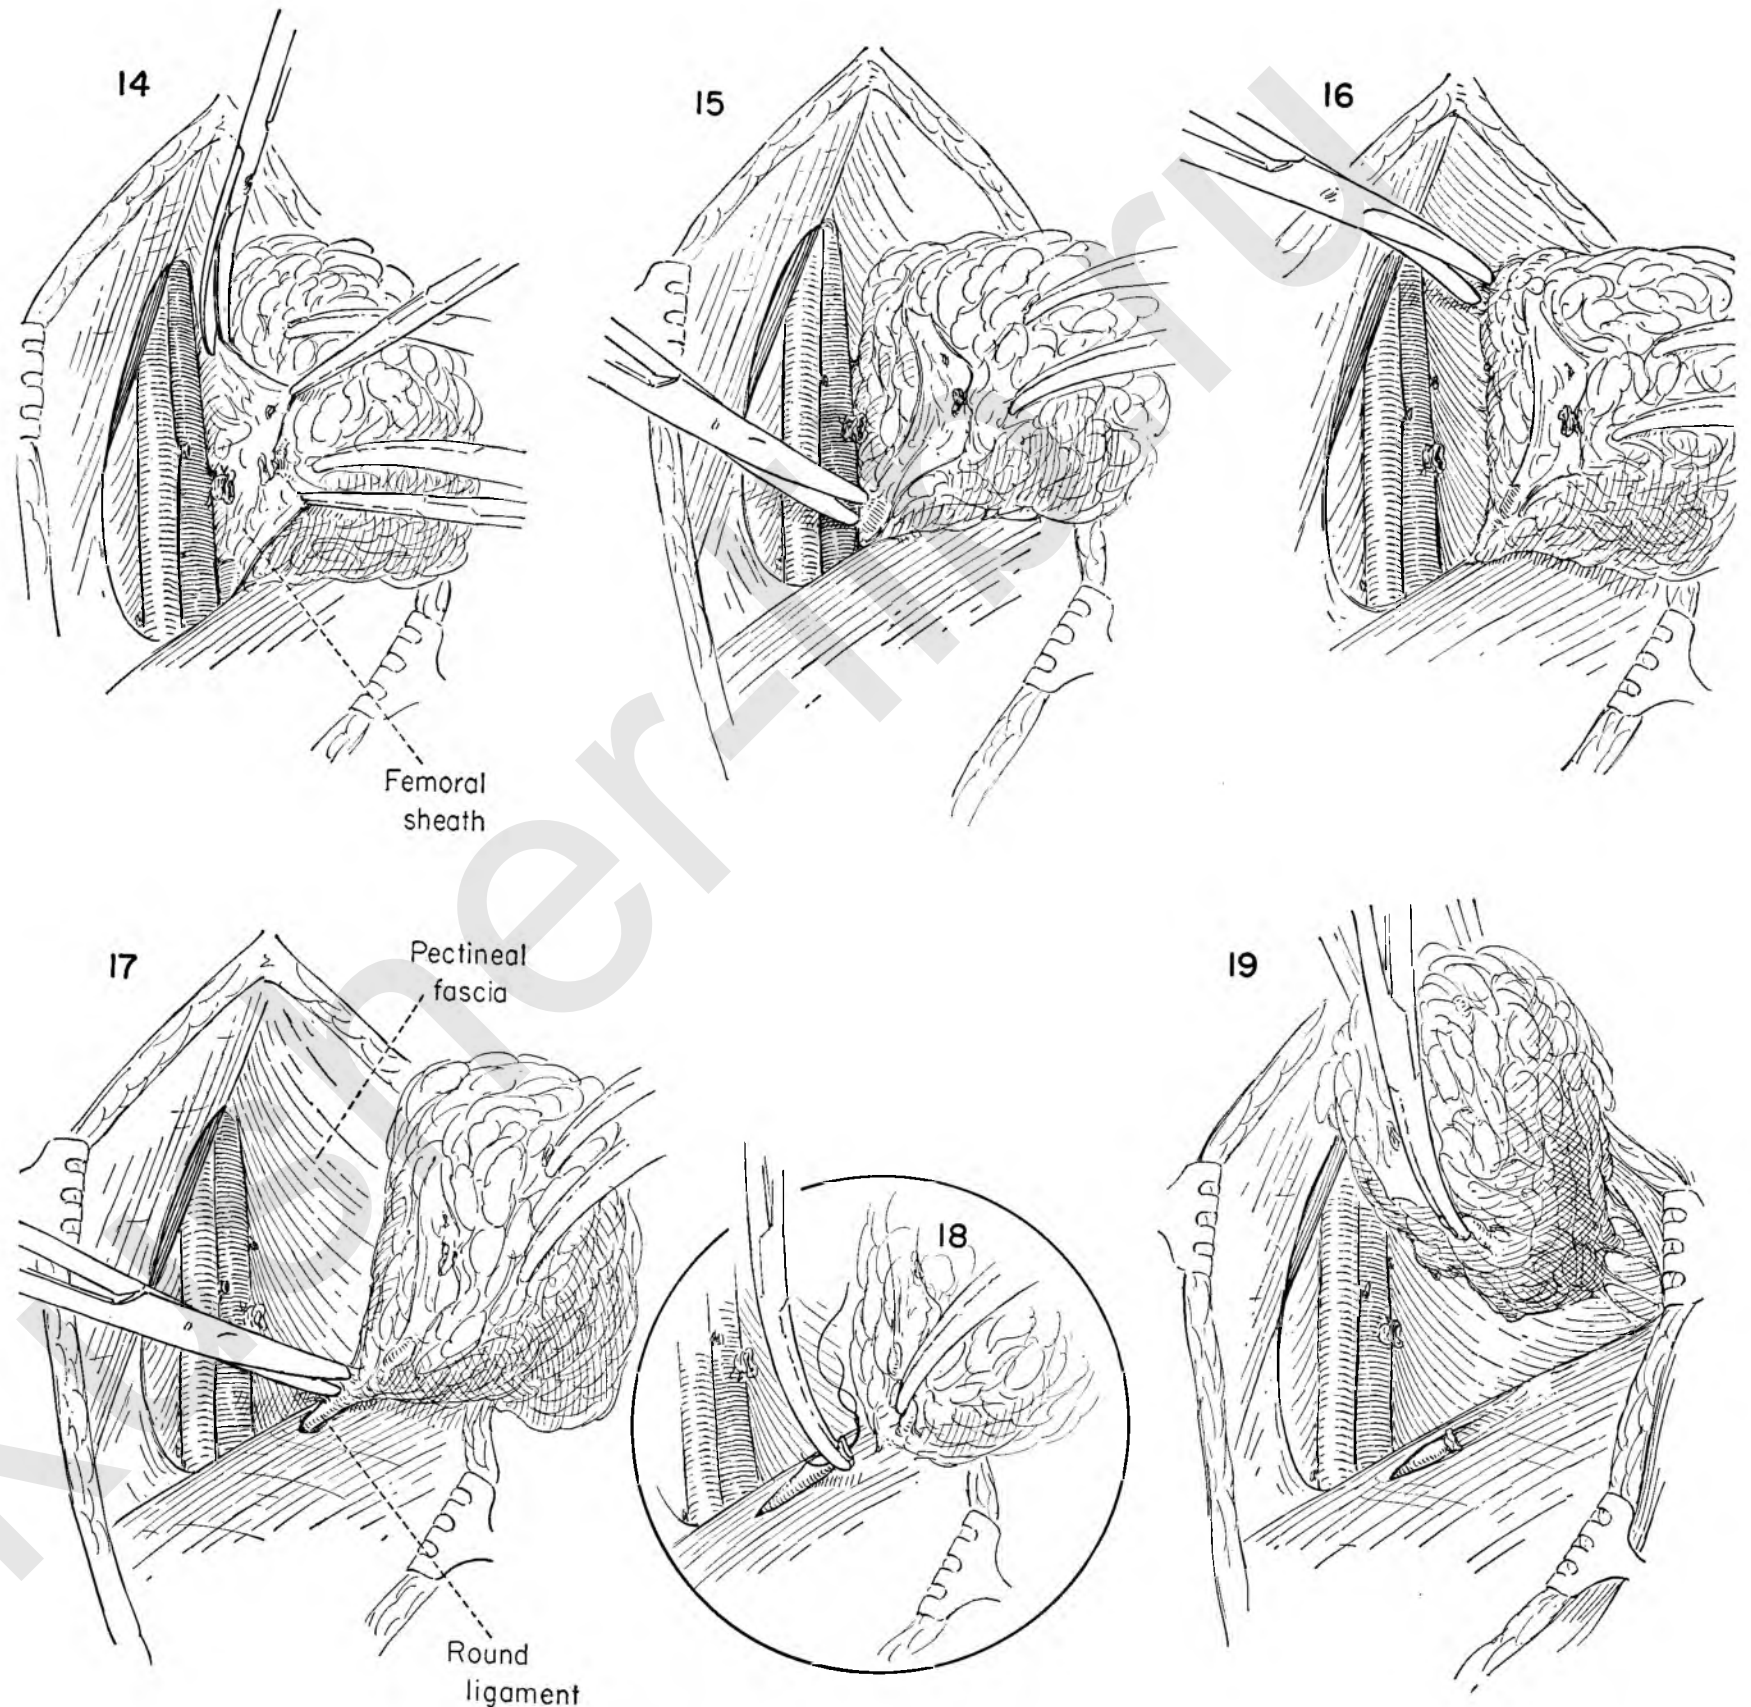 14
15
16
Femoral
sheath
17
Pectineal
fascia
18
19
Round
ligament